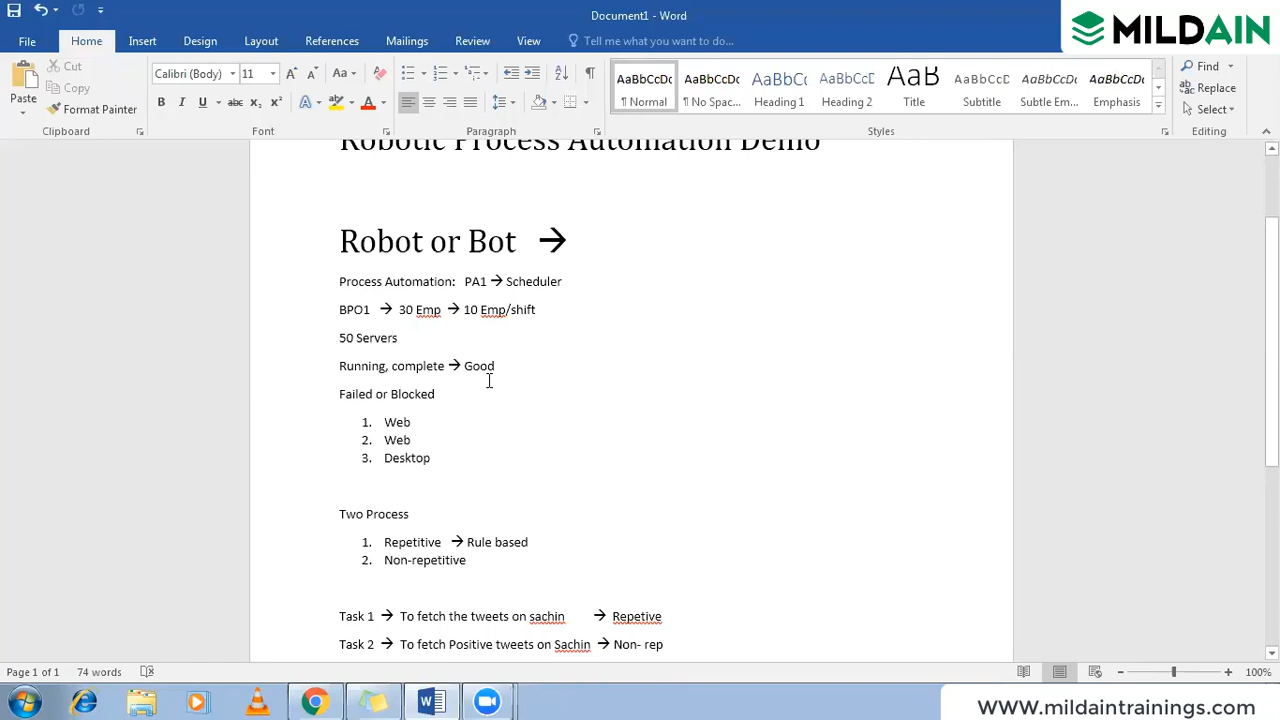 Document1 - Word
MILDAIN
File Home Insert Design Layout References Mailings Review View Tell me what you want to do...
Cut
Copy
Format Painter
Paste
Clipboard
Calibri (Body) 11
Font
Paragraph
AaBbCcDc AaBbCcDc AaBbCc AaBbCcC AaB AaBbCcDc AaBbCcDc AaBbCcDc
¶ Normal ¶ No Spac... Heading 1 Heading 2 Title Subtitle Subtle Em... Emphasis
Styles
Find
Replace
Select
Editing
Robotic Process Automation Demo
Robot or Bot →
Process Automation: PA1 → Scheduler
BPO1 → 30 Emp → 10 Emp/shift
50 Servers
Running, complete → Good
Failed or Blocked
1. Web
2. Web
3. Desktop
Two Process
1. Repetitive → Rule based
2. Non-repetitive
Task 1 → To fetch the tweets on sachin → Repetive
Task 2 → To fetch Positive tweets on Sachin → Non- rep
Page 1 of 1 74 words
100%
www.mildaintrainings.com